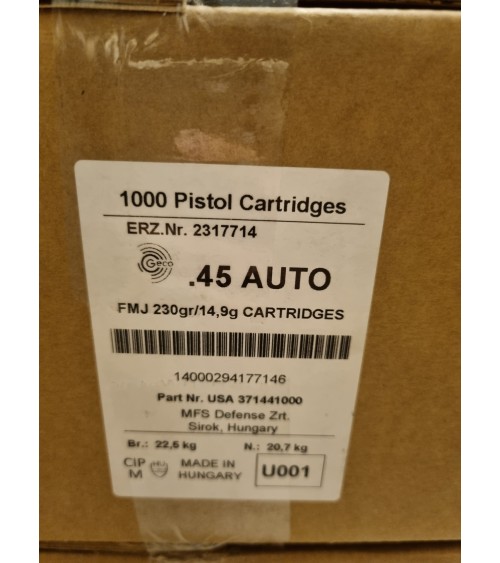 1000 Pistol Cartridges
ERZ.Nr. 2317714
Geco
.45 AUTO
FMJ 230gr/14,9g CARTRIDGES
14000294177146
Part Nr. USA 371441000
MFS Defense Zrt.
Sirok, Hungary
Br.: 22,6 kg N.: 20,7 kg
CIP
M
MADE IN
HUNGARY
U001